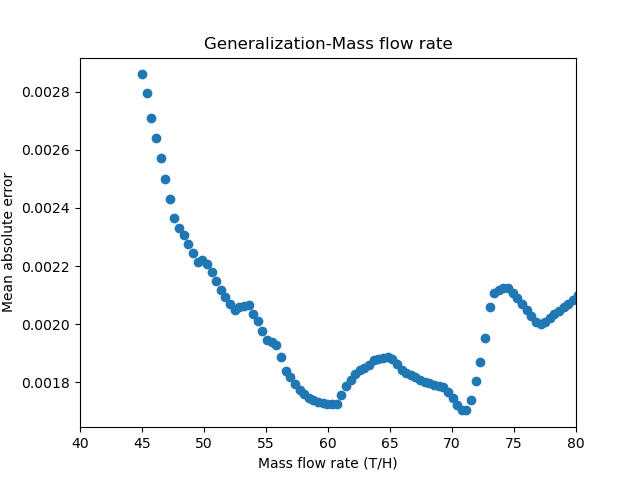 Generalization-Mass flow rate
0.0028
0.0026
0.0024
0.0022
0.0020
0.0018
Mean absolute error
40 45 50 55 60 65 70 75 80
Mass flow rate (T/H)